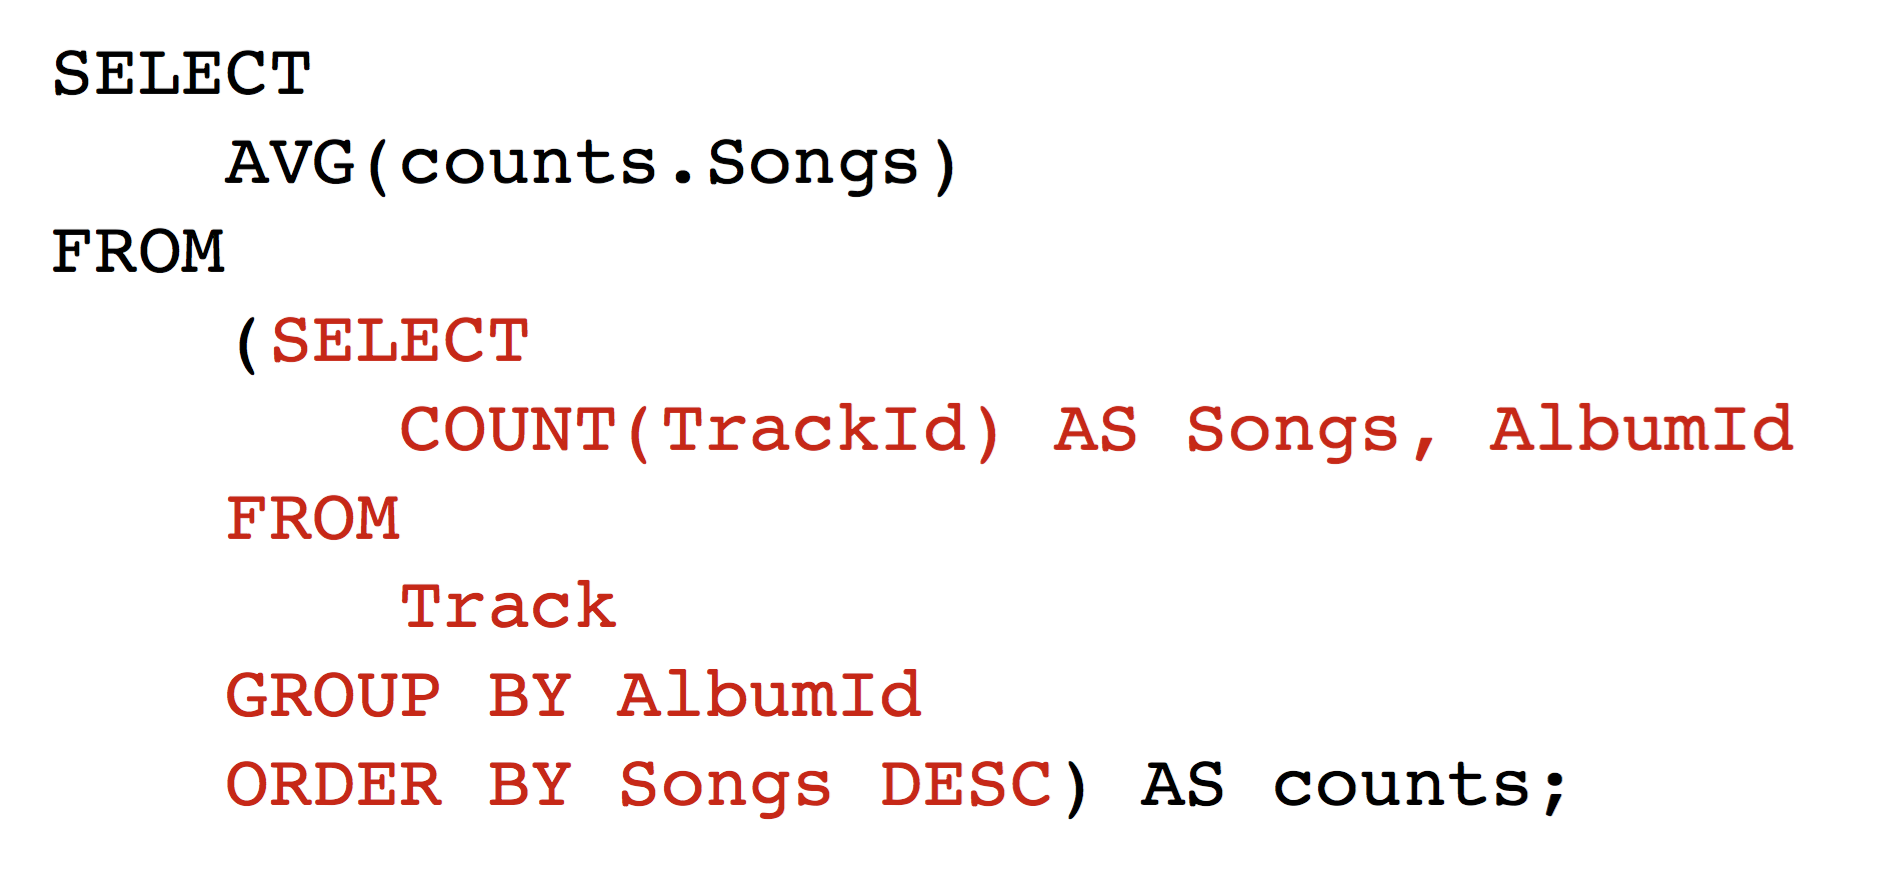 SELECT
    AVG(counts.Songs)
FROM
    (SELECT
        COUNT(TrackId) AS Songs, AlbumId
    FROM
        Track
    GROUP BY AlbumId
    ORDER BY Songs DESC) AS counts;